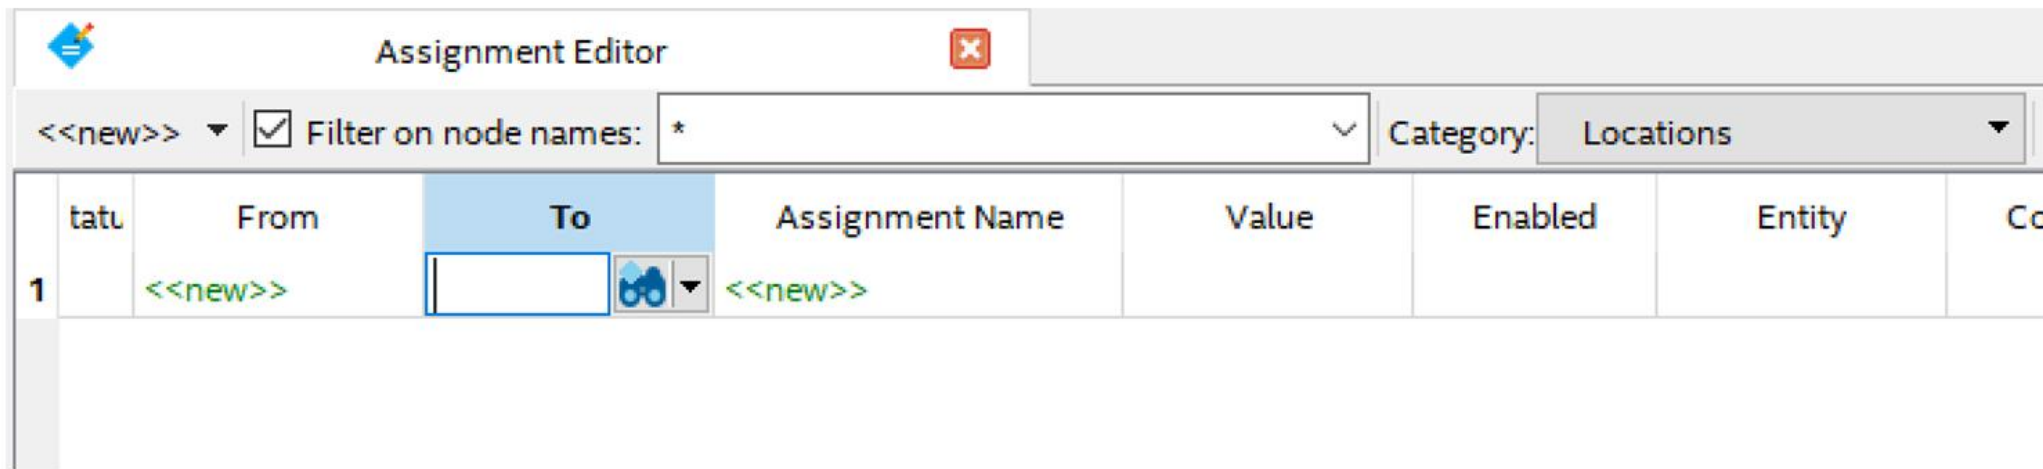 Assignment Editor
<<new>> Filter on node names: * Category: Locations
tatu From To Assignment Name Value Enabled Entity Co
1 <<new>> <<new>>